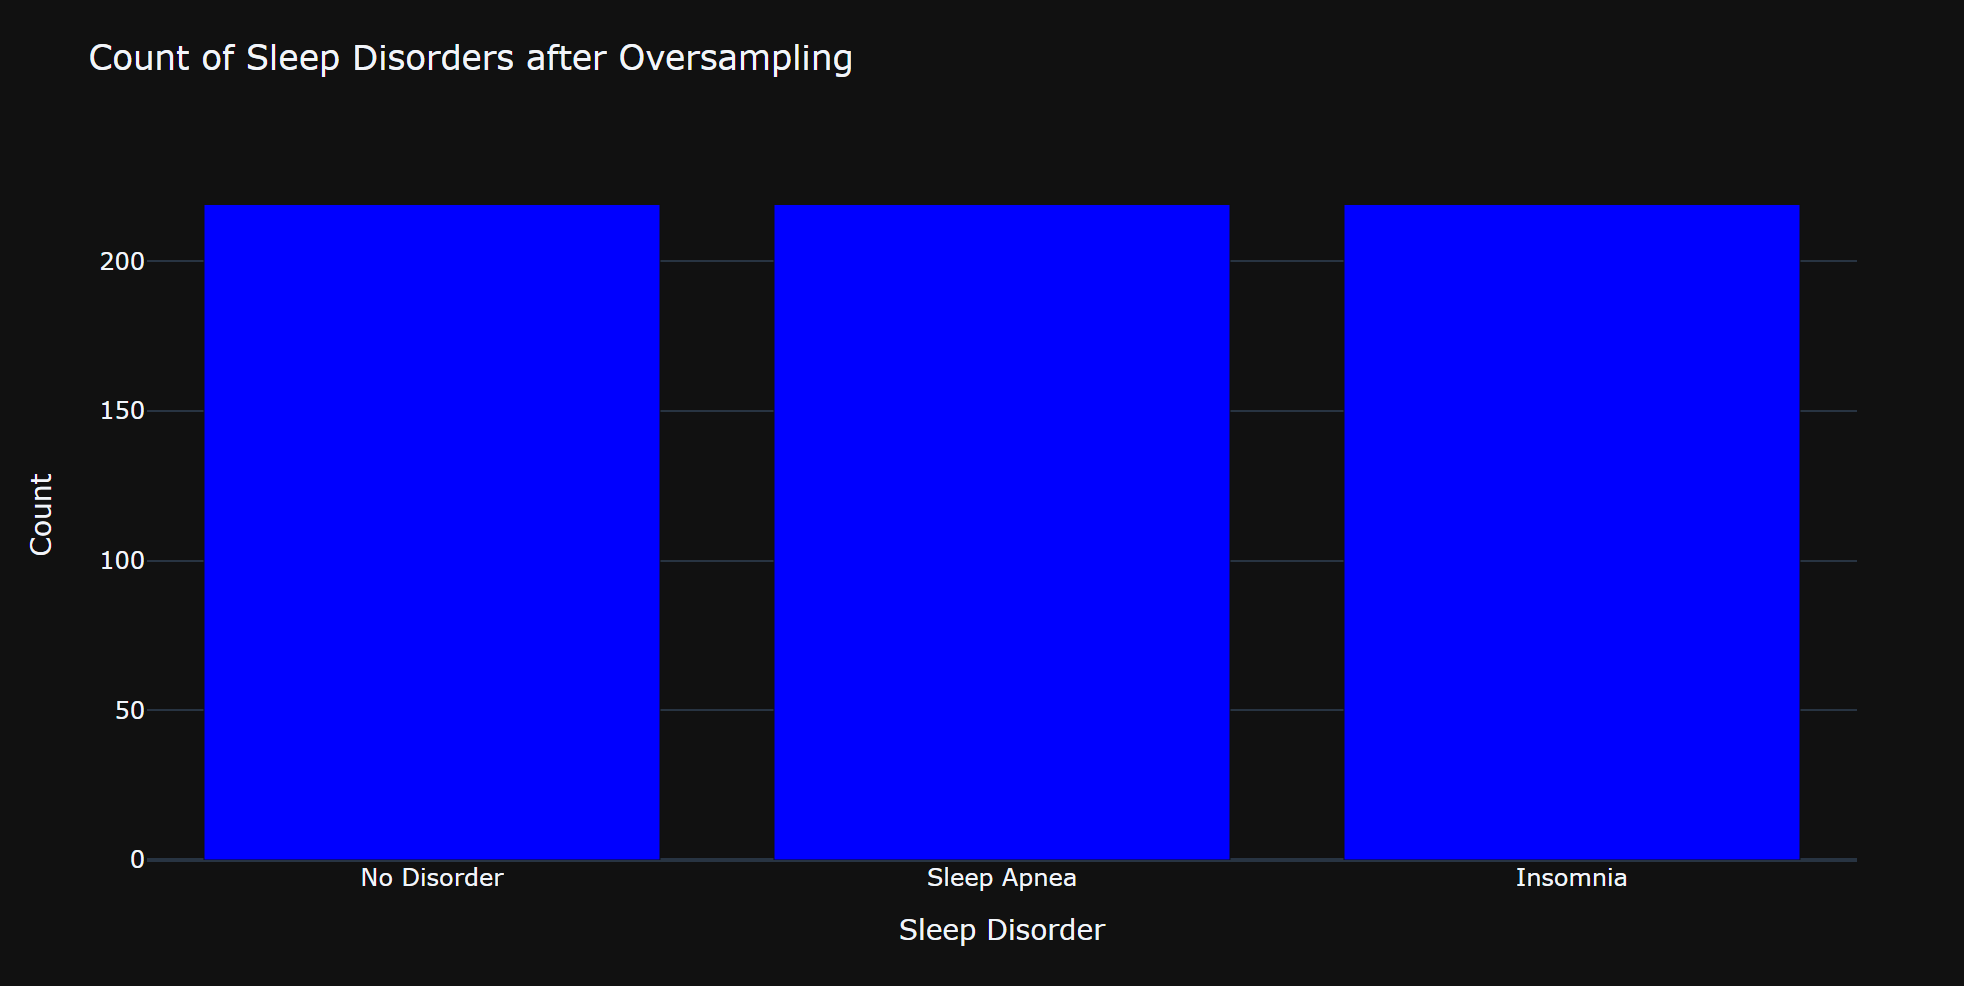 Count of Sleep Disorders after Oversampling
Count
200
150
100
50
0
No Disorder
Sleep Apnea
Insomnia
Sleep Disorder